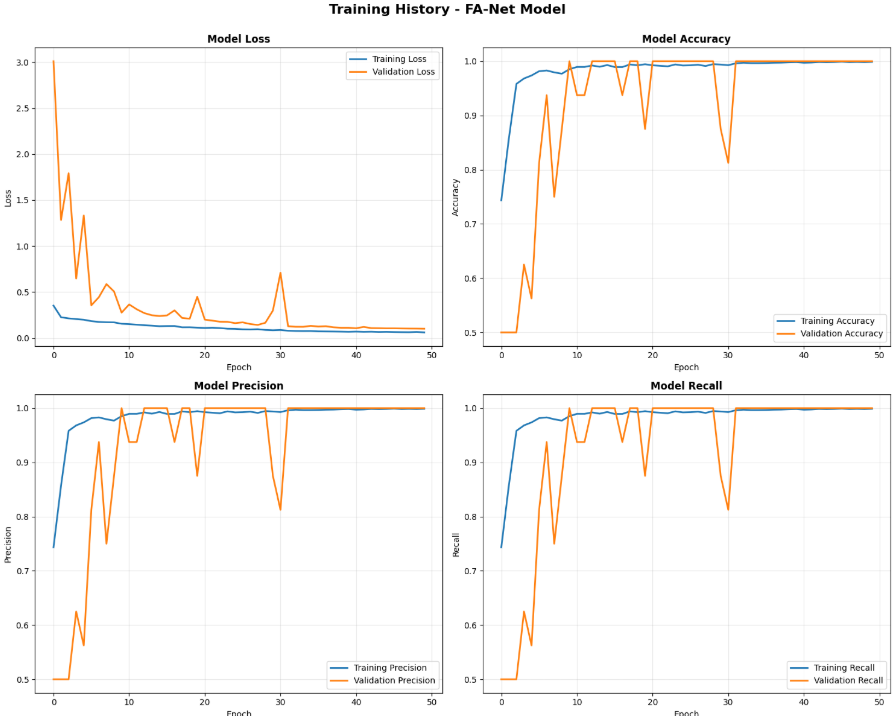 Training History - FA-Net Model
Model Loss
Training Loss
Validation Loss
3.0
2.5
2.0
1.5
1.0
0.5
0.0
Loss
0 10 20 30 40 50
Epoch
Model Accuracy
1.0
0.9
0.8
0.7
0.6
0.5
Accuracy
Training Accuracy
Validation Accuracy
0 10 20 30 40 50
Epoch
Model Precision
1.0
0.9
0.8
0.7
0.6
0.5
Precision
Training Precision
Validation Precision
0 10 20 30 40 50
Epoch
Model Recall
1.0
0.9
0.8
0.7
0.6
0.5
Recall
Training Recall
Validation Recall
0 10 20 30 40 50
Epoch